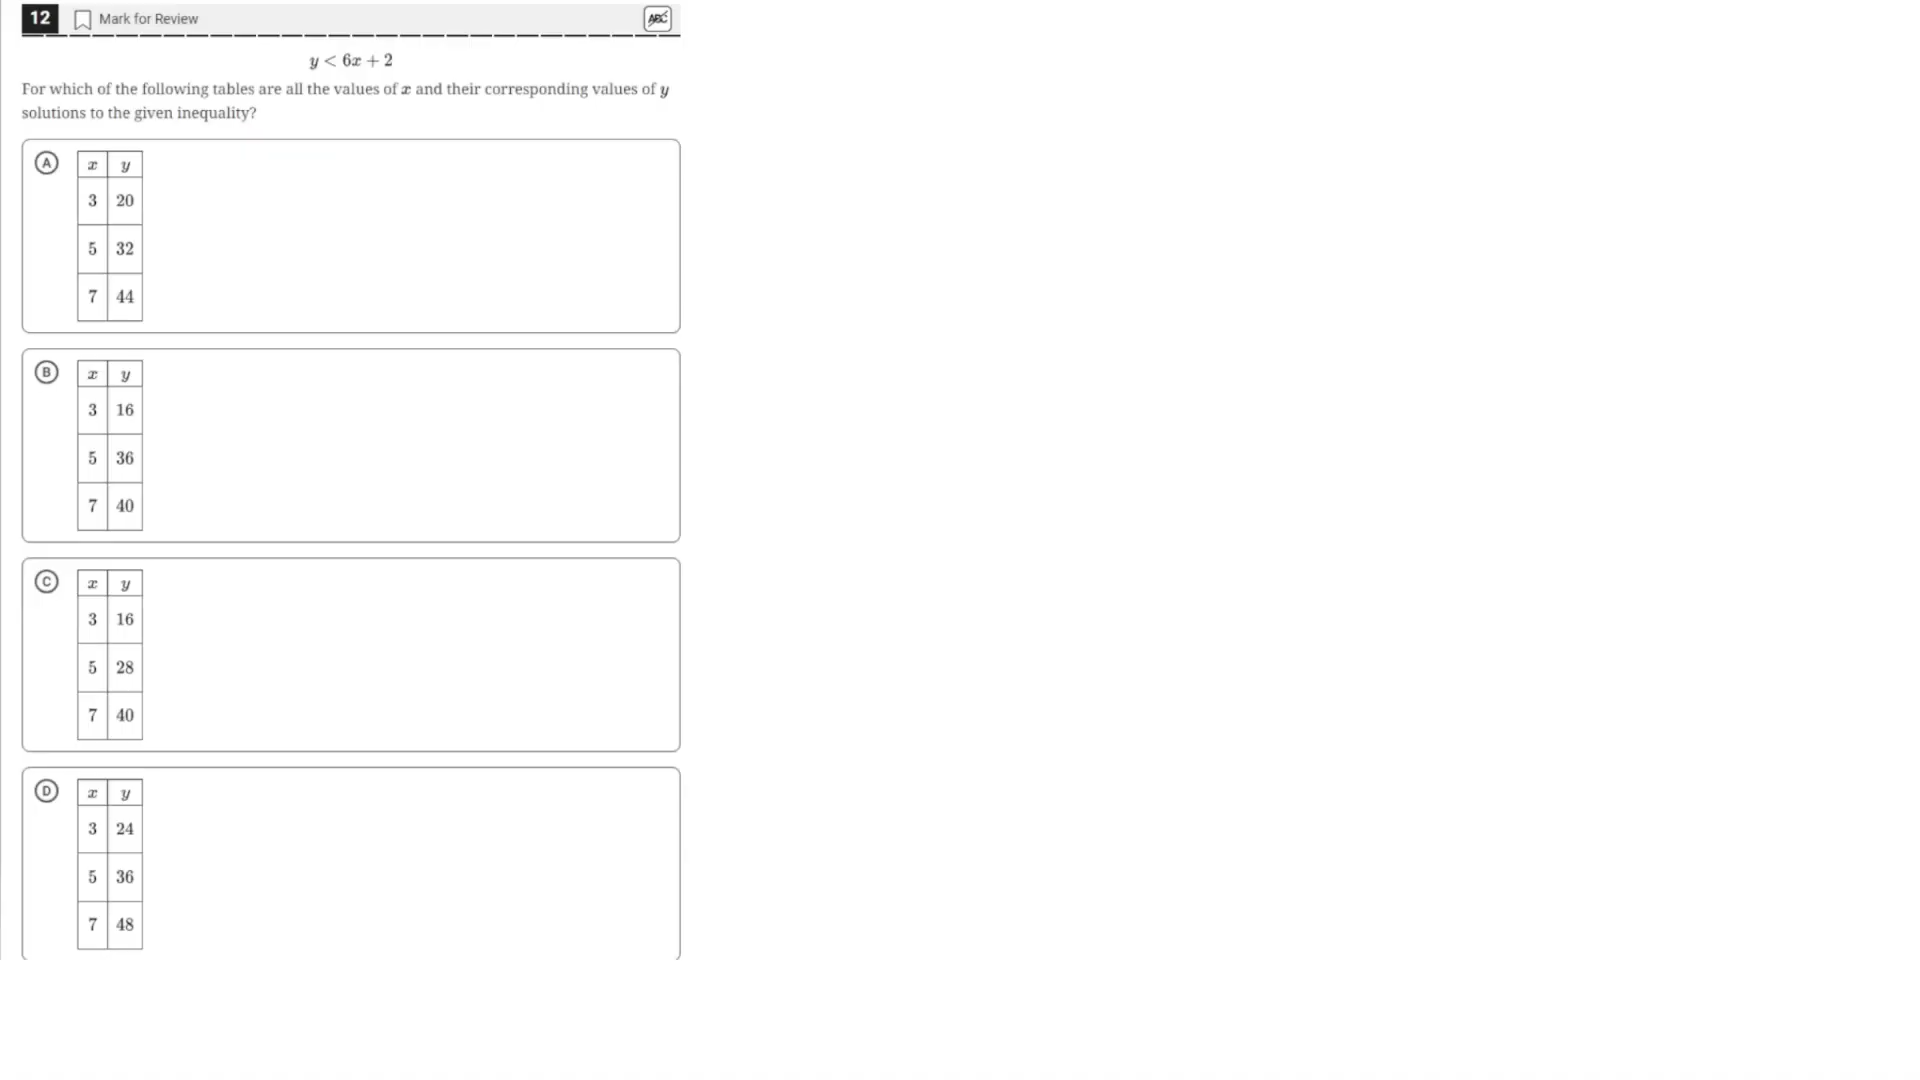 12 Mark for Review ABC
y < 6x + 2
For which of the following tables are all the values of x and their corresponding values of y
solutions to the given inequality?
A x y
3 20
5 32
7 44
B x y
3 16
5 36
7 40
C x y
3 16
5 28
7 40
D x y
3 24
5 36
7 48